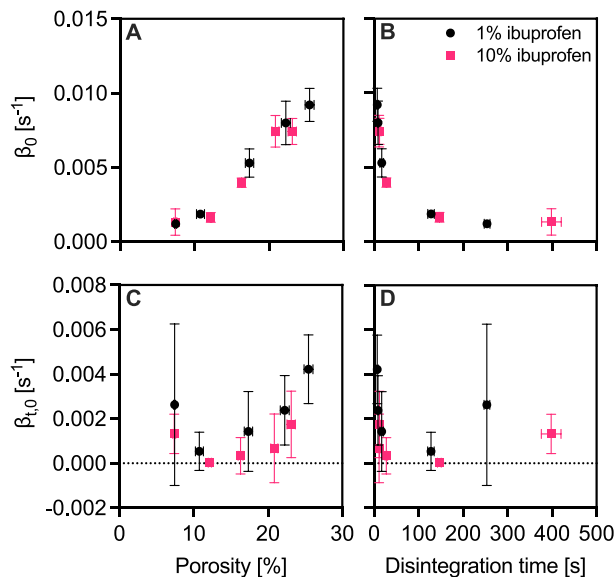 A
B
1% ibuprofen
10% ibuprofen
β0 [s-1]
0.015
0.010
0.005
0.000
C
D
βt,0 [s-1]
0.008
0.006
0.004
0.002
0.000
-0.002
0 10 20 30
0 100 200 300 400 500
Porosity [%]
Disintegration time [s]